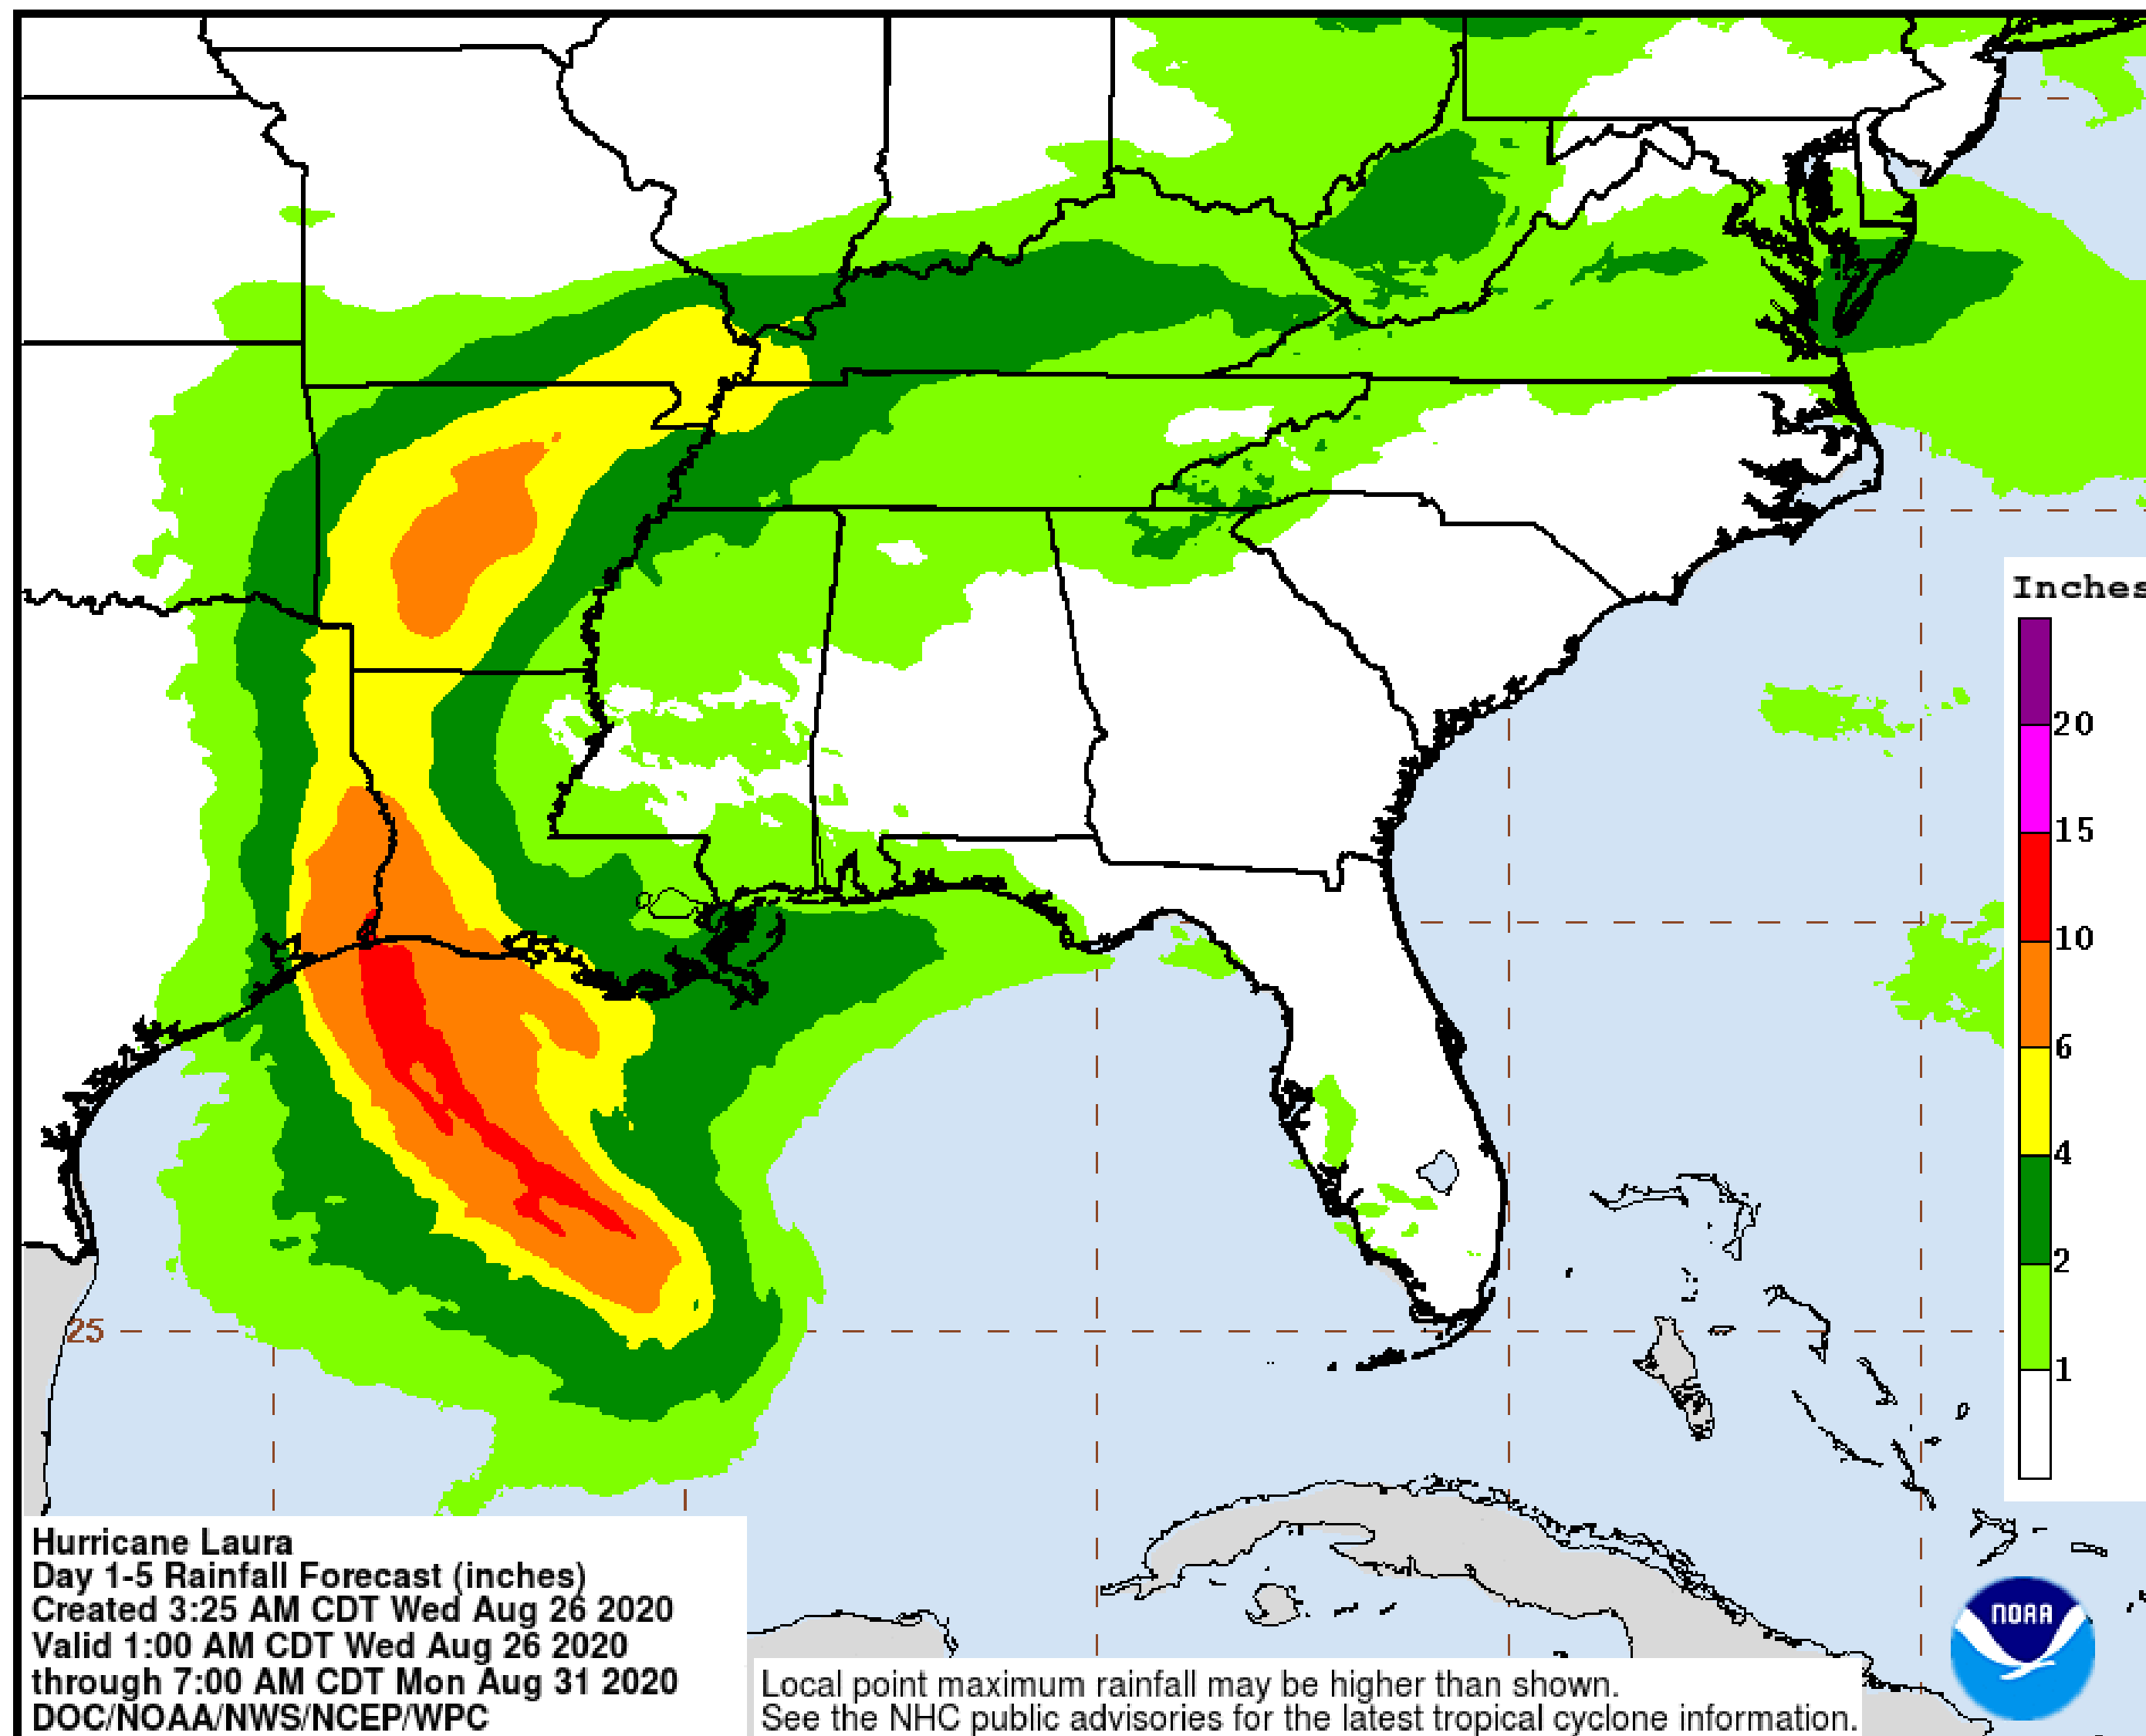 Inches
20
15
10
6
4
2
1
25
Hurricane Laura
Day 1-5 Rainfall Forecast (inches)
Created 3:25 AM CDT Wed Aug 26 2020
Valid 1:00 AM CDT Wed Aug 26 2020
through 7:00 AM CDT Mon Aug 31 2020
DOC/NOAA/NWS/NCEP/WPC
Local point maximum rainfall may be higher than shown.
See the NHC public advisories for the latest tropical cyclone information.
NOAA